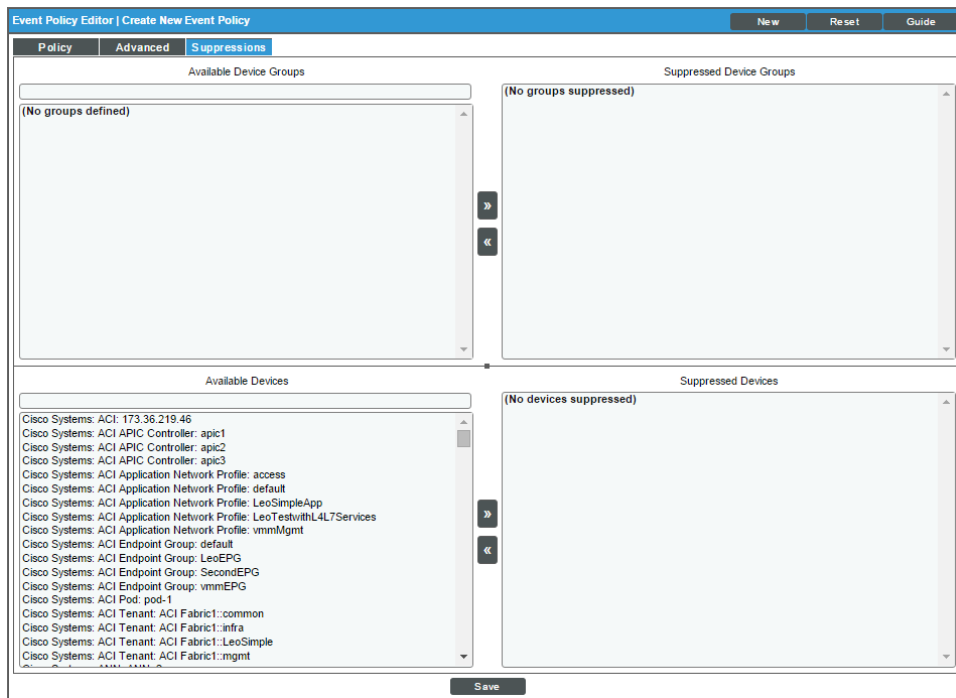 Event Policy Editor | Create New Event Policy
New
Reset
Guide
Policy
Advanced
Suppressions
Available Device Groups
(No groups defined)
»
«
Suppressed Device Groups
(No groups suppressed)
Available Devices
Cisco Systems: ACI: 173.36.219.46
Cisco Systems: ACI APIC Controller: apic1
Cisco Systems: ACI APIC Controller: apic2
Cisco Systems: ACI APIC Controller: apic3
Cisco Systems: ACI Application Network Profile: access
Cisco Systems: ACI Application Network Profile: default
Cisco Systems: ACI Application Network Profile: LeoSimpleApp
Cisco Systems: ACI Application Network Profile: LeoTestwithL4L7Services
Cisco Systems: ACI Application Network Profile: vmmMgmt
Cisco Systems: ACI Endpoint Group: default
Cisco Systems: ACI Endpoint Group: LeoEPG
Cisco Systems: ACI Endpoint Group: SecondEPG
Cisco Systems: ACI Endpoint Group: vmmEPG
Cisco Systems: ACI Pod: pod-1
Cisco Systems: ACI Tenant: ACI Fabric1::common
Cisco Systems: ACI Tenant: ACI Fabric1::infra
Cisco Systems: ACI Tenant: ACI Fabric1::LeoSimple
Cisco Systems: ACI Tenant: ACI Fabric1::mgmt
»
«
Suppressed Devices
(No devices suppressed)
Save